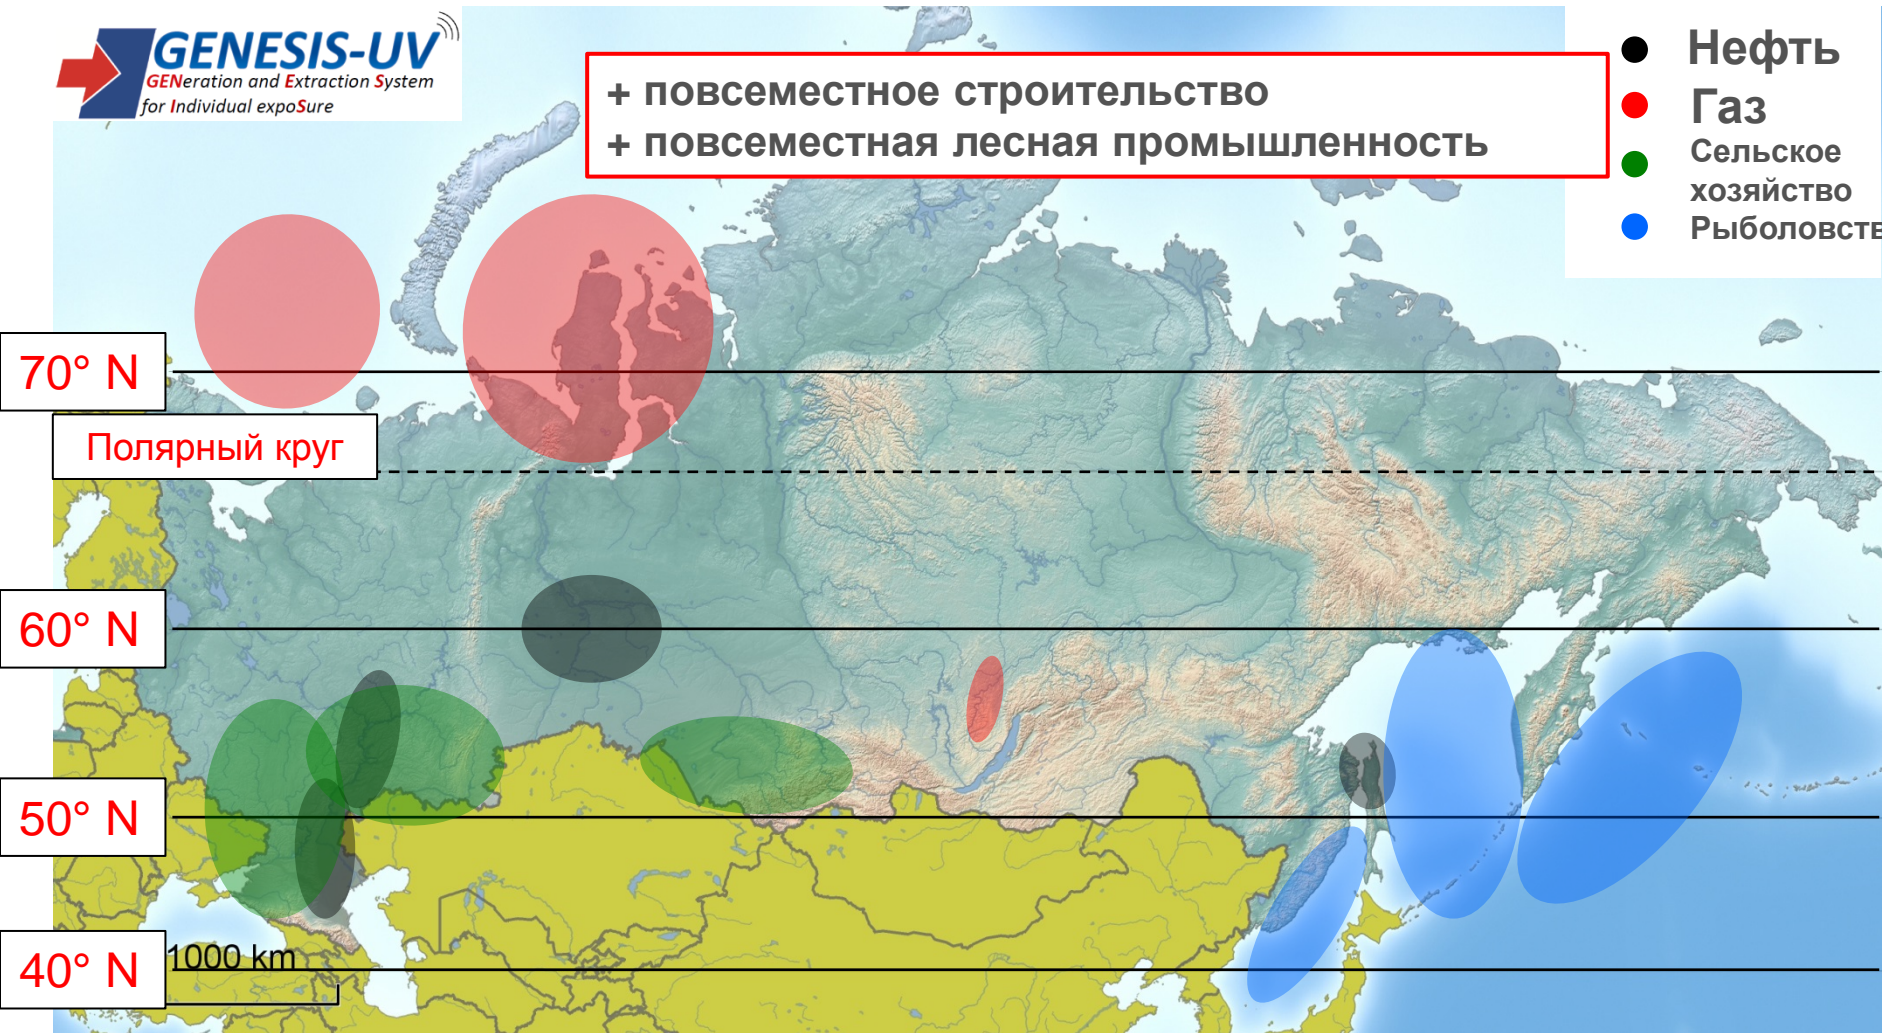 GENESIS-UV
GENeration and Extraction System
for Individual expoSure
+ повсеместное строительство
+ повсеместная лесная промышленность
Нефть
Газ
Сельское
хозяйство
Рыболовств
70° N
Полярный круг
60° N
50° N
40° N
1000 km